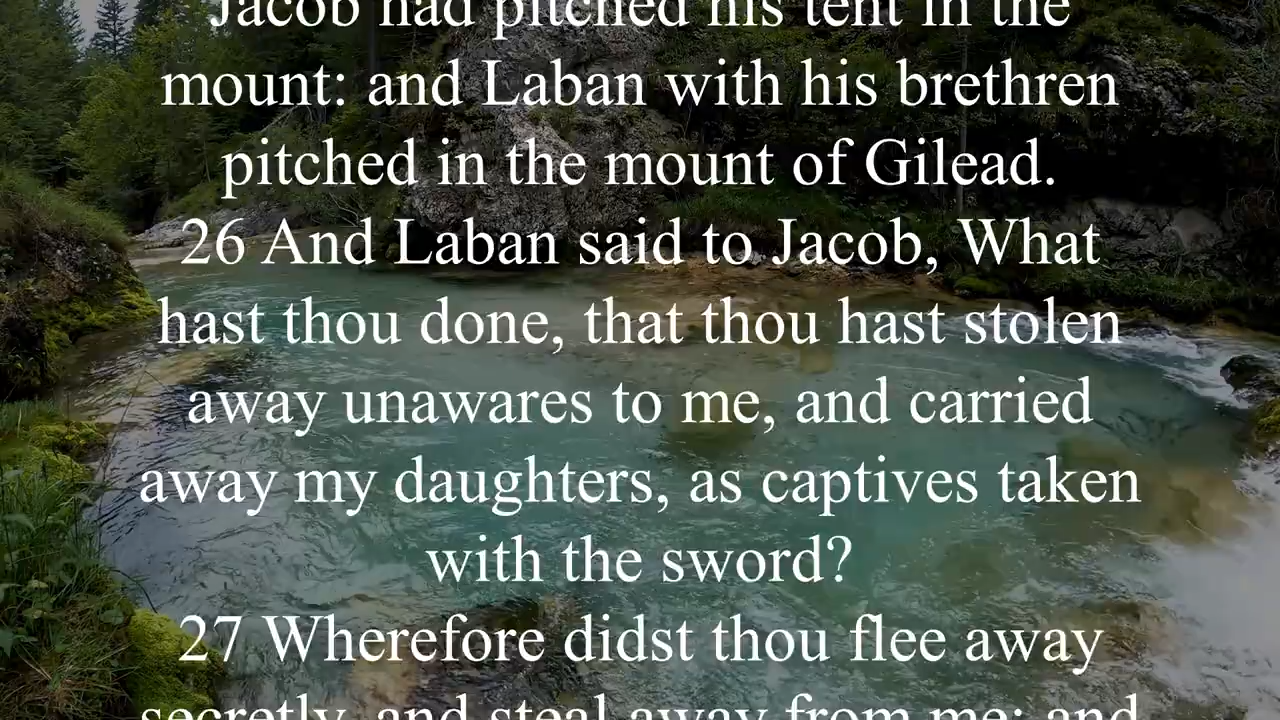 Jacob had pitched his tent in the
mount: and Laban with his brethren
pitched in the mount of Gilead.
26 And Laban said to Jacob, What
hast thou done, that thou hast stolen
away unawares to me, and carried
away my daughters, as captives taken
with the sword?
27 Wherefore didst thou flee away
secretly, and steal away from me; and